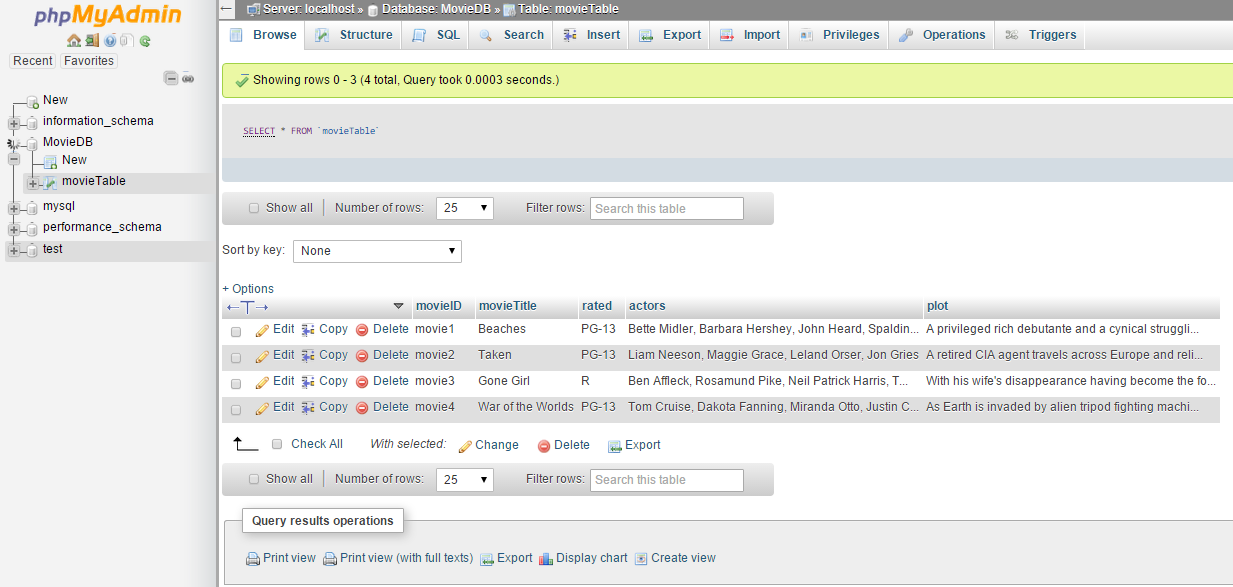 phpMyAdmin
Recent Favorites
New
information_schema
MovieDB
New
movieTable
mysql
performance_schema
test
Server: localhost » Database: MovieDB » Table: movieTable
Browse Structure SQL Search Insert Export Import Privileges Operations Triggers
Showing rows 0 - 3 (4 total, Query took 0.0003 seconds.)
SELECT * FROM `movieTable`
Show all Number of rows: 25 Filter rows: Search this table
Sort by key: None
+ Options
←T→ movieID movieTitle rated actors plot
Edit Copy Delete movie1 Beaches PG-13 Bette Midler, Barbara Hershey, John Heard, Spaldin... A privileged rich debutante and a cynical struggli...
Edit Copy Delete movie2 Taken PG-13 Liam Neeson, Maggie Grace, Leland Orser, Jon Gries A retired CIA agent travels across Europe and reli...
Edit Copy Delete movie3 Gone Girl R Ben Affleck, Rosamund Pike, Neil Patrick Harris, T... With his wife's disappearance having become the fo...
Edit Copy Delete movie4 War of the Worlds PG-13 Tom Cruise, Dakota Fanning, Miranda Otto, Justin C... As Earth is invaded by alien tripod fighting machi...
Check All With selected: Change Delete Export
Show all Number of rows: 25 Filter rows: Search this table
Query results operations
Print view Print view (with full texts) Export Display chart Create view